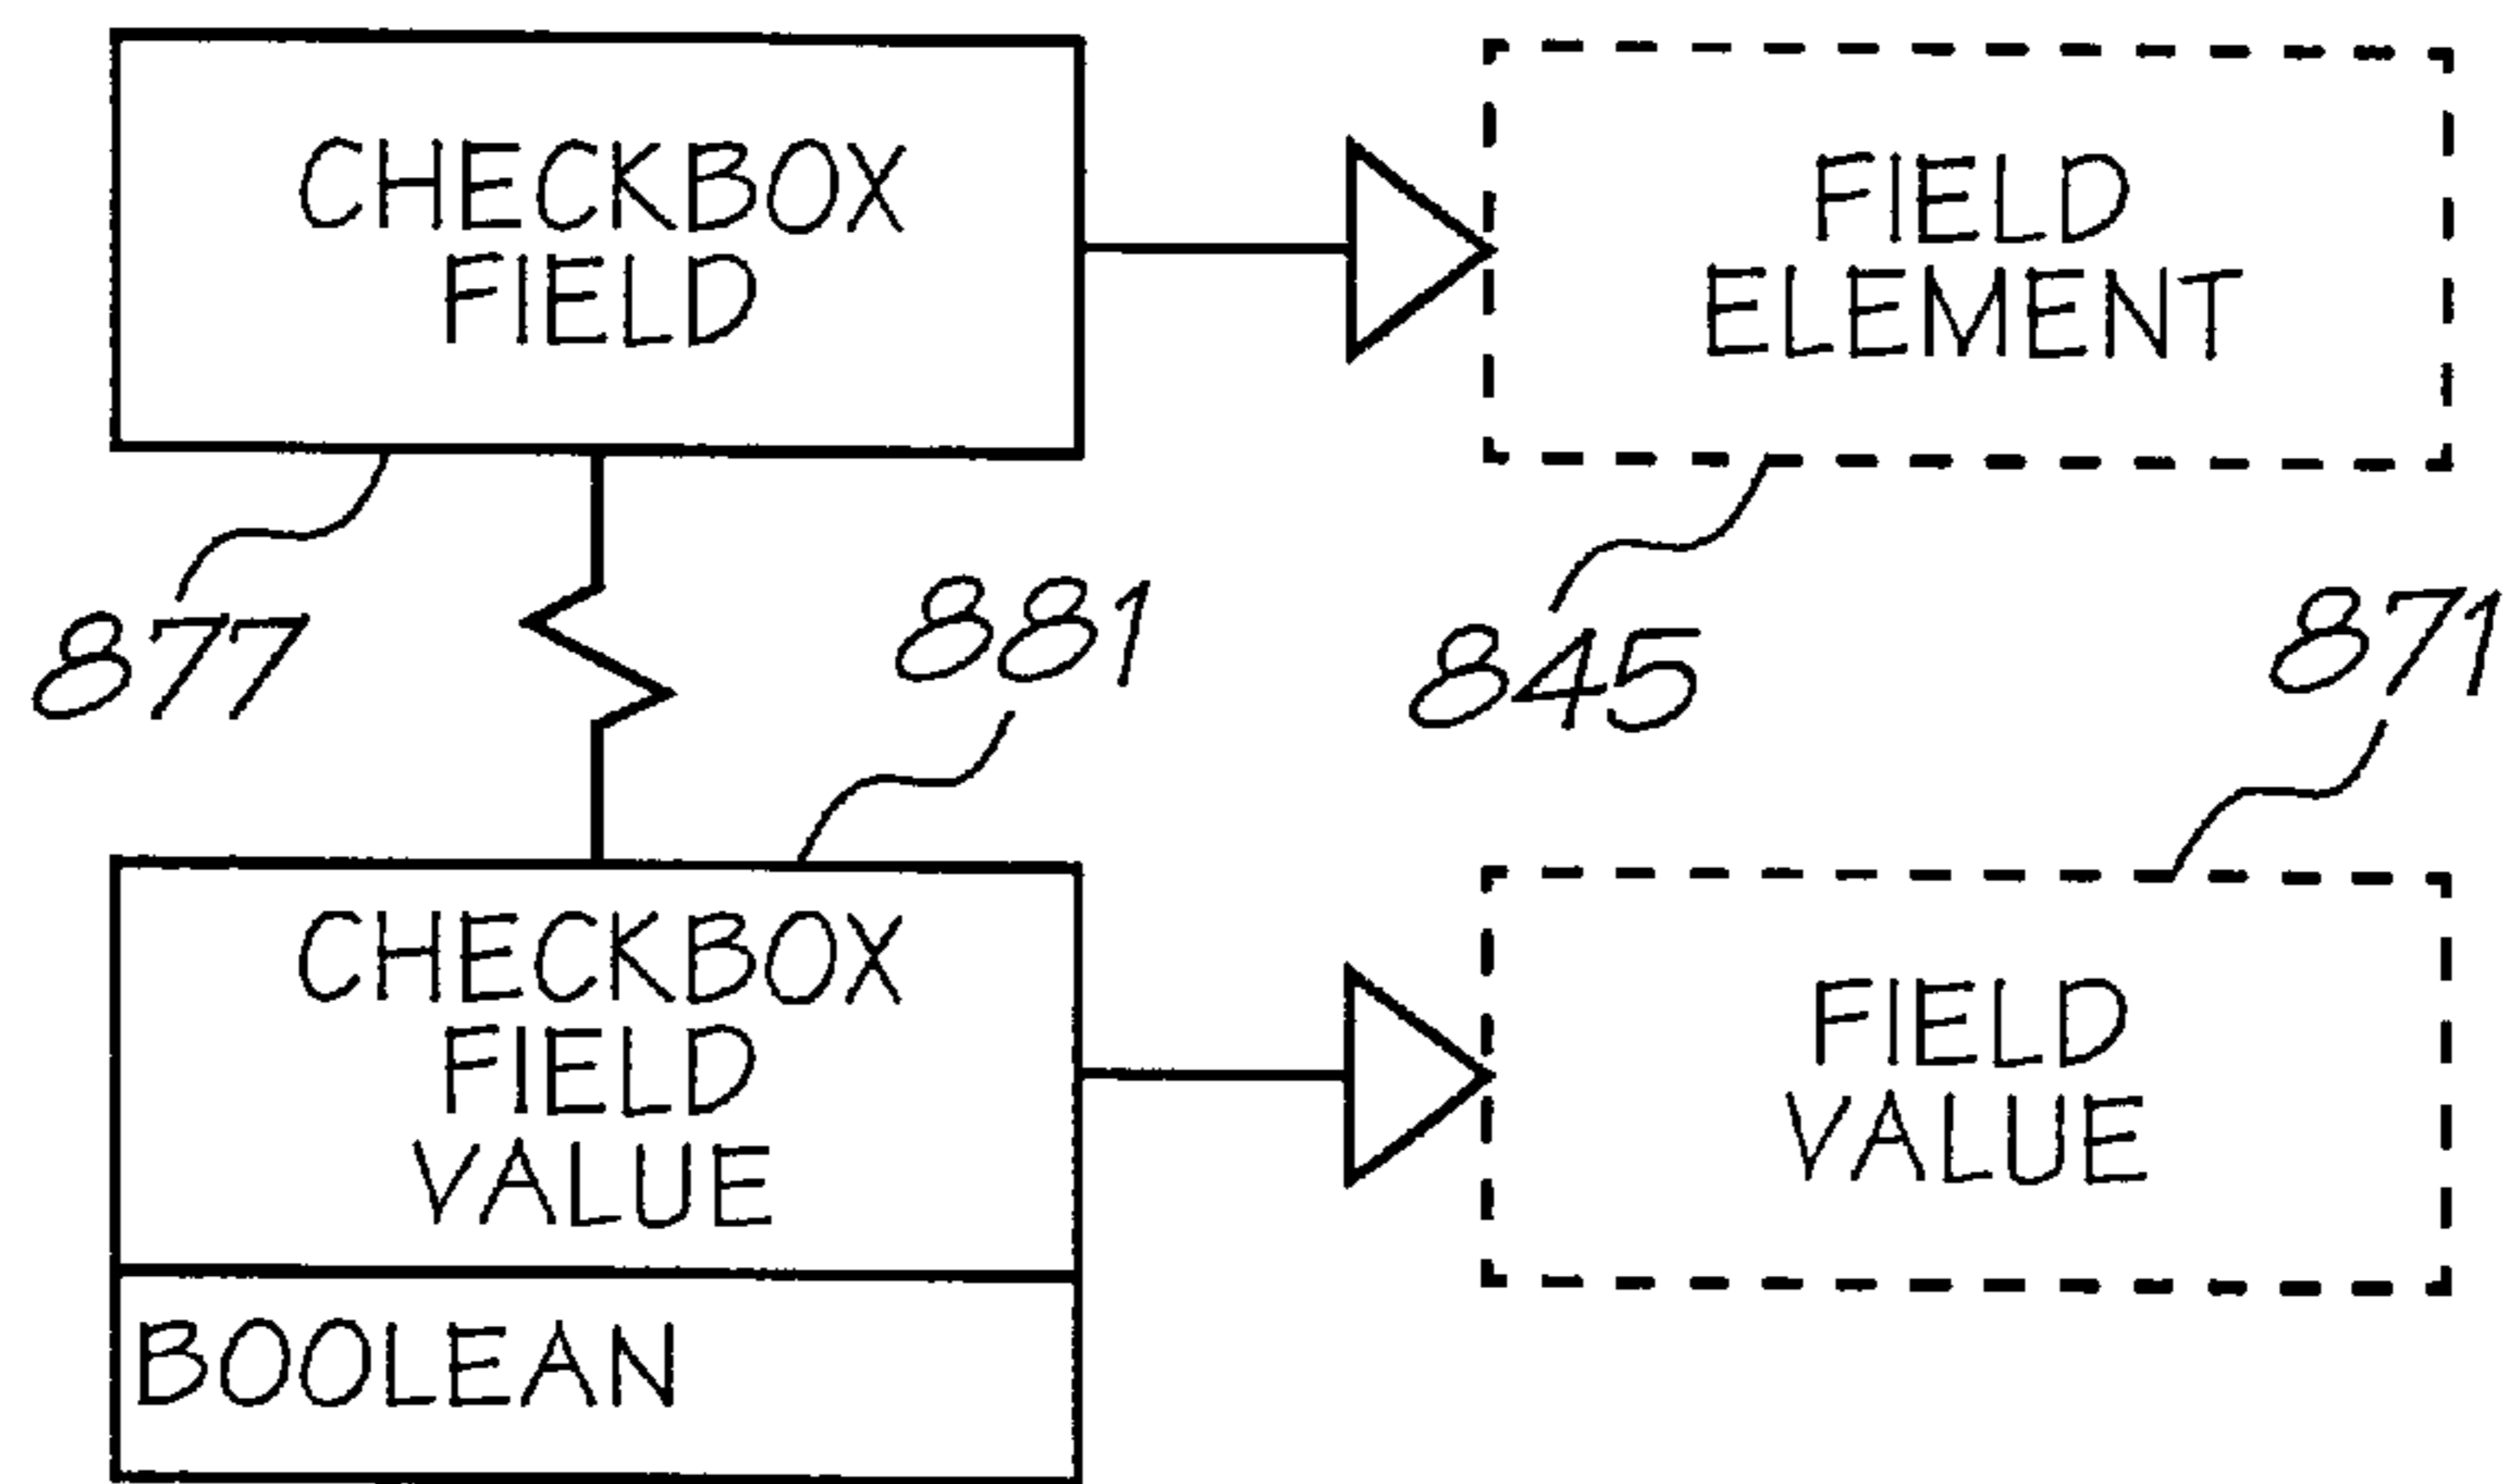 CHECKBOX
FIELD
FIELD
ELEMENT
877
881
845
871
CHECKBOX
FIELD
VALUE
FIELD
VALUE
BOOLEAN